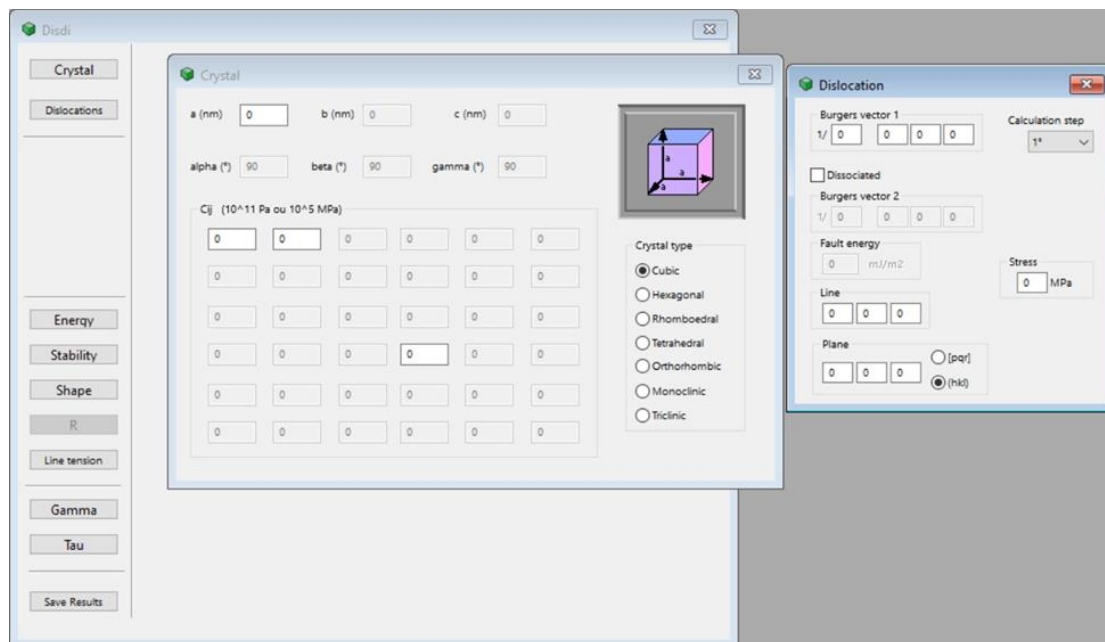 Disdi
Crystal
Dislocations
Energy
Stability
Shape
R
Line tension
Gamma
Tau
Save Results
Crystal
a (nm) 0 b (nm) 0 c (nm) 0
alpha (°) 90 beta (°) 90 gamma (°) 90
Cij (10^11 Pa ou 10^5 MPa)
0 0 0 0 0 0
0 0 0 0 0 0
0 0 0 0 0 0
0 0 0 0 0 0
0 0 0 0 0 0
0 0 0 0 0 0
a
a
a
Crystal type
Cubic
Hexagonal
Rhomboedral
Tetrahedral
Orthorhombic
Monoclinic
Triclinic
Dislocation
Burgers vector 1
1/ 0 0 0 0
Calculation step
1°
Dissociated
Burgers vector 2
1/ 0 0 0 0
Fault energy
0 mJ/m2
Stress
0 MPa
Line
0 0 0
Plane
0 0 0
[pqr]
(hkl)